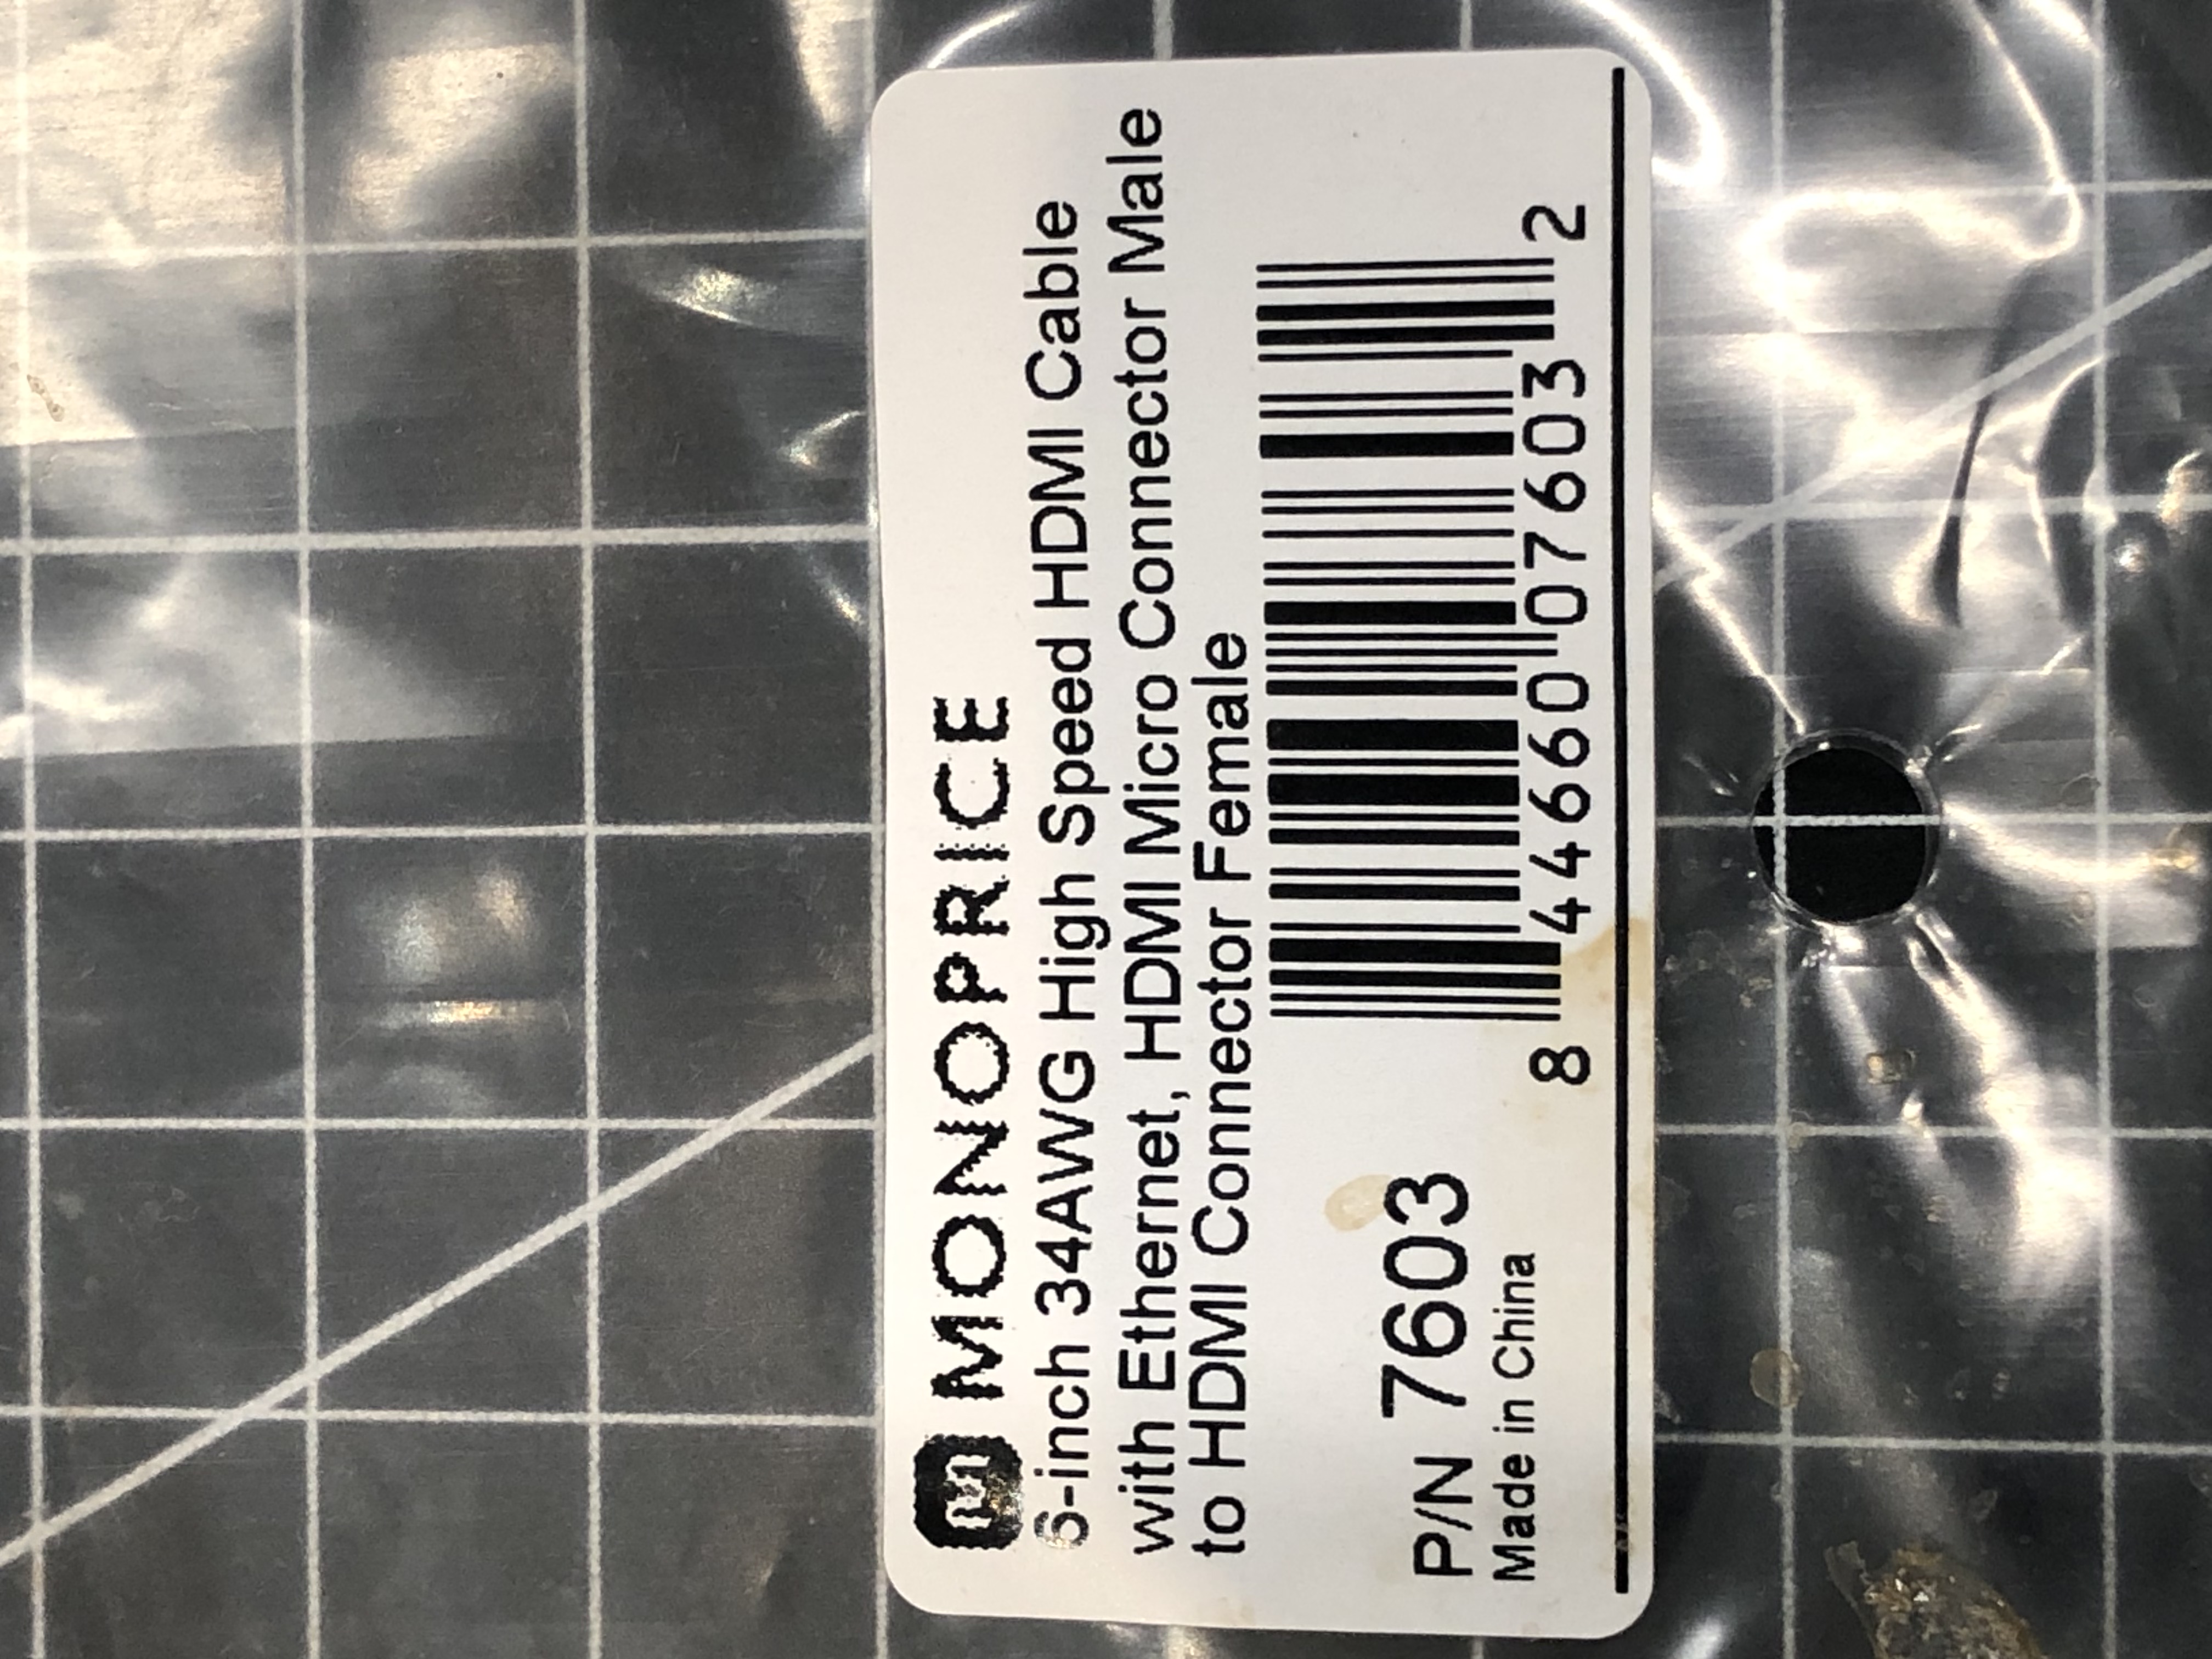 m MONOPRICE
6-inch 34AWG High Speed HDMI Cable
with Ethernet, HDMI Micro Connector Male
to HDMI Connector Female
P/N 7603
Made in China
8 44660 07603 2